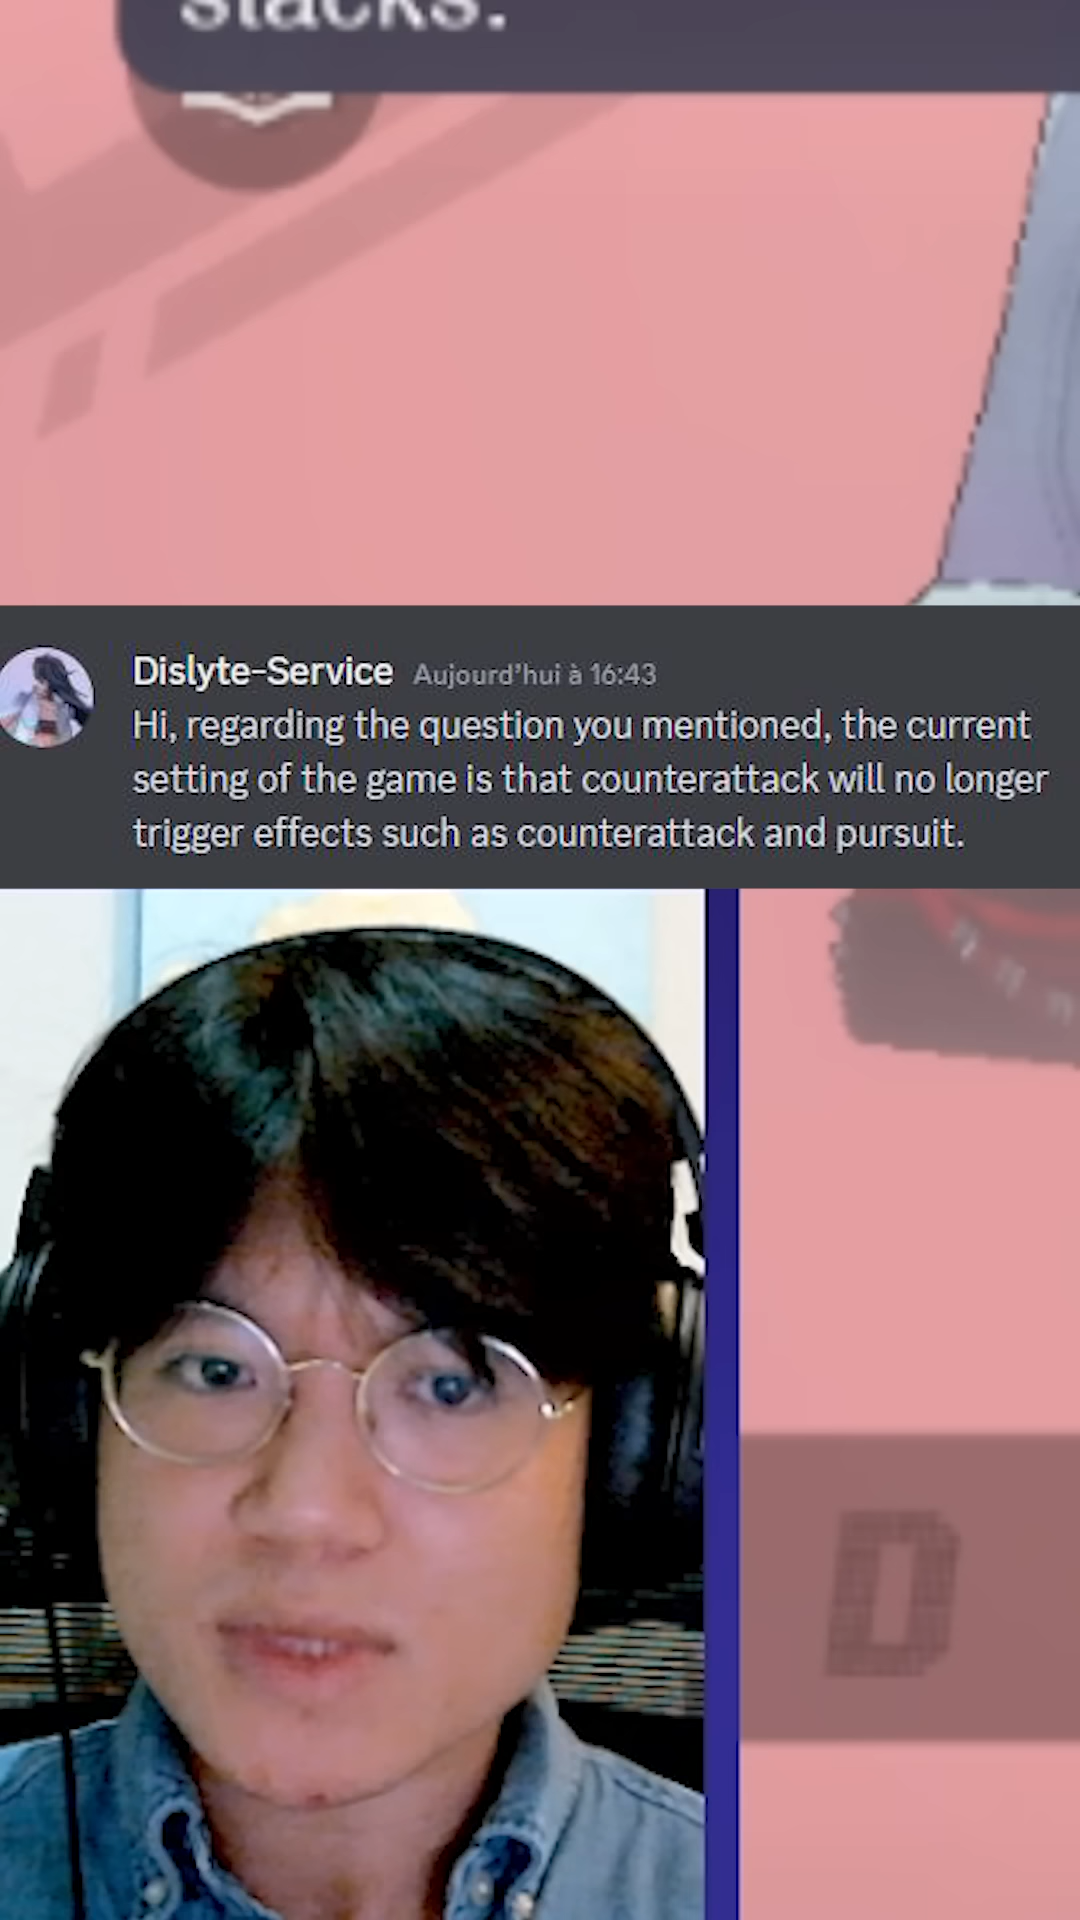 stacks.
Dislyte-Service Aujourd'hui à 16:43
Hi, regarding the question you mentioned, the current
setting of the game is that counterattack will no longer
trigger effects such as counterattack and pursuit.
D